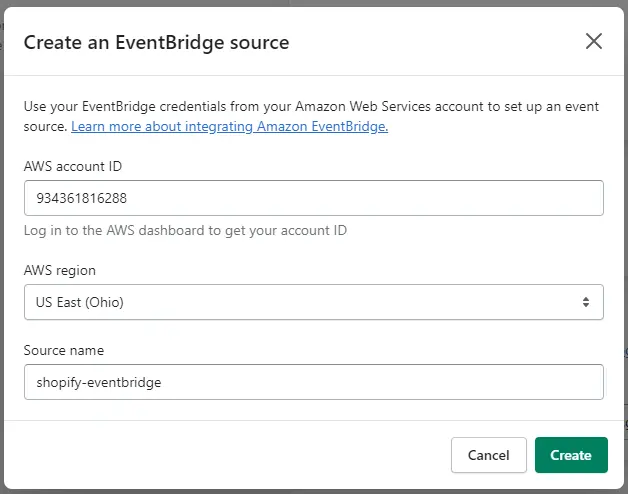 Create an EventBridge source
Use your EventBridge credentials from your Amazon Web Services account to set up an event
source. Learn more about integrating Amazon EventBridge.
AWS account ID
934361816288
Log in to the AWS dashboard to get your account ID
AWS region
US East (Ohio)
Source name
shopify-eventbridge
Cancel
Create